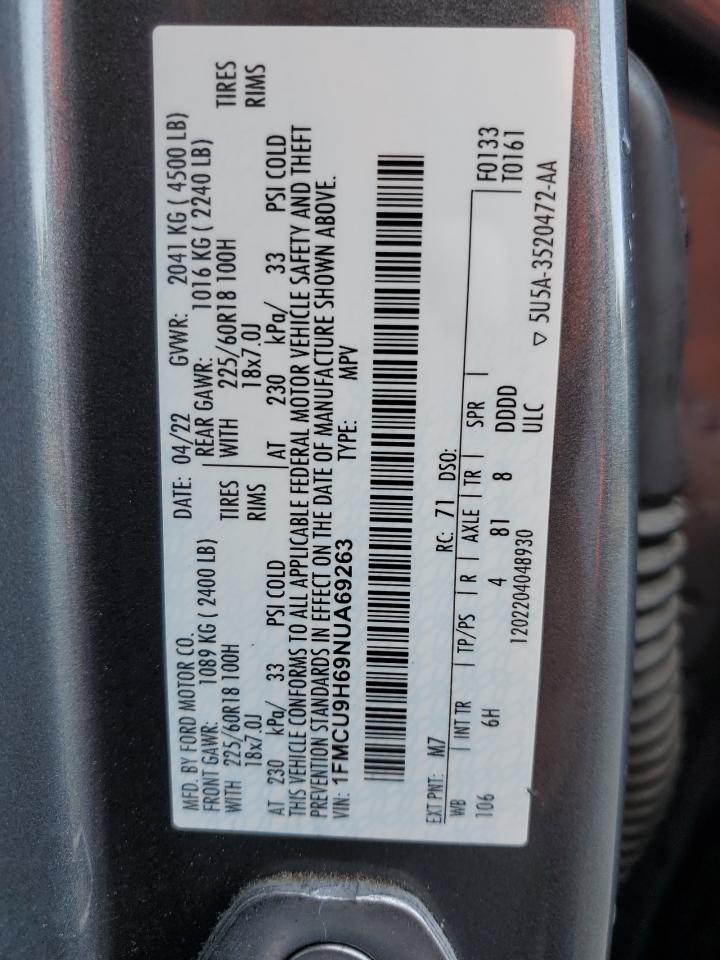 MFD. BY FORD MOTOR CO. DATE: 04/22 GVWR: 2041 KG ( 4500 LB)
FRONT GAWR: 1089 KG ( 2400 LB) REAR GAWR: 1016 KG ( 2240 LB)
WITH 225/60R18 100H TIRES WITH 225/60R18 100H TIRES
18x7.0J RIMS 18x7.0J RIMS
AT 230 kPa/ 33 PSI COLD AT 230 kPa/ 33 PSI COLD
THIS VEHICLE CONFORMS TO ALL APPLICABLE FEDERAL MOTOR VEHICLE SAFETY AND THEFT
PREVENTION STANDARDS IN EFFECT ON THE DATE OF MANUFACTURE SHOWN ABOVE.
VIN: 1FMCU9H69NUA69263 TYPE: MPV
EXT PNT: M7 RC: 71 DSO: F0133
WB INT TR TP/PS R AXLE TR SPR T0161
106 6H 4 81 8 DDDD
1202204048930 ULC
▽ 5U5A-3520472-AA